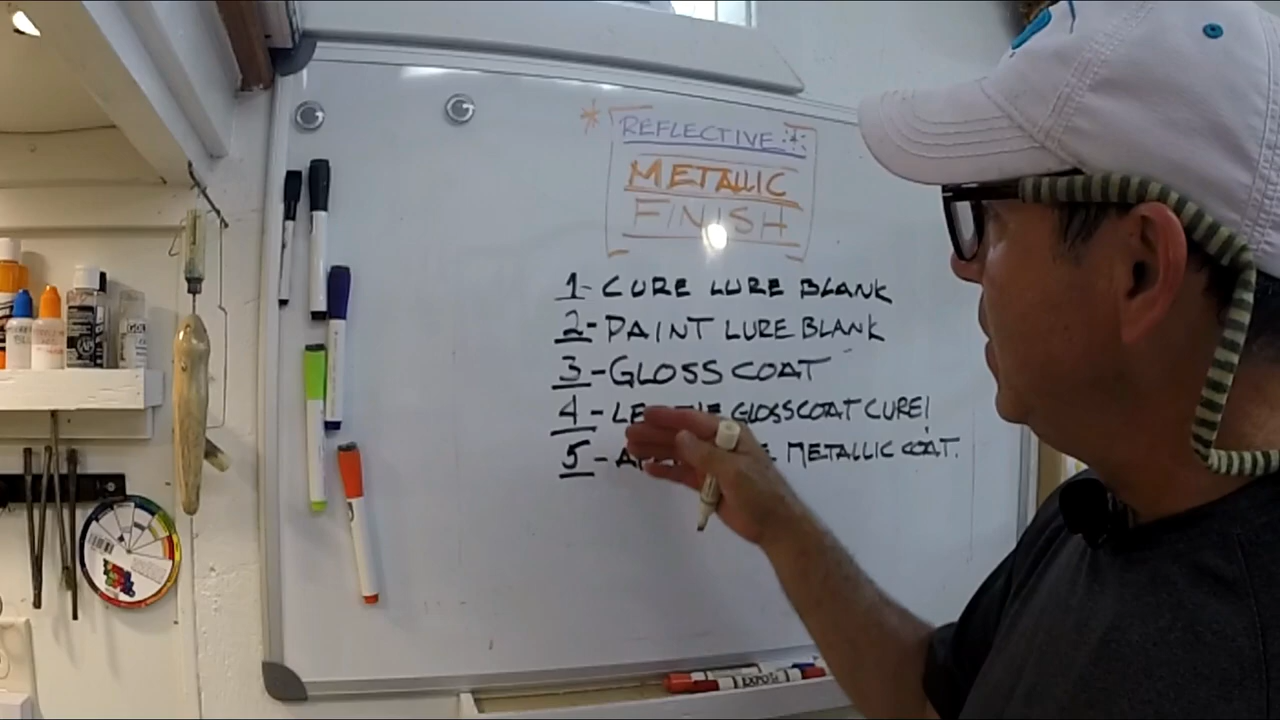 * REFLECTIVE
METALLIC
FINISH
1- CURE LURE BLANK
2- PAINT LURE BLANK
3- GLOSS COAT
4- GLOSSCOAT CURE!
5- METALLIC COAT.
EXPO